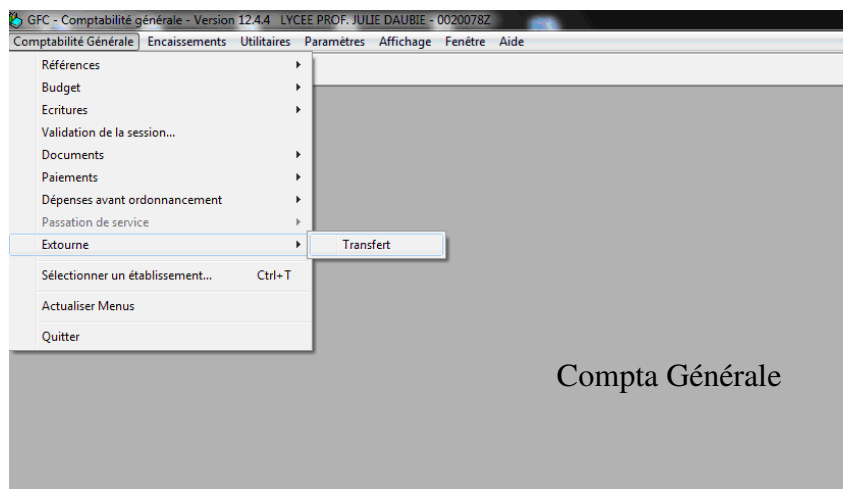 GFC - Comptabilité générale - Version 12.4.4 LYCEE PROF. JULIE DAUBIE - 0020078Z
Comptabilité Générale Encaissements Utilitaires Paramètres Affichage Fenêtre Aide
Références
Budget
Ecritures
Validation de la session...
Documents
Paiements
Dépenses avant ordonnancement
Passation de service
Extourne Transfert
Sélectionner un établissement... Ctrl+T
Actualiser Menus
Quitter
Compta Générale